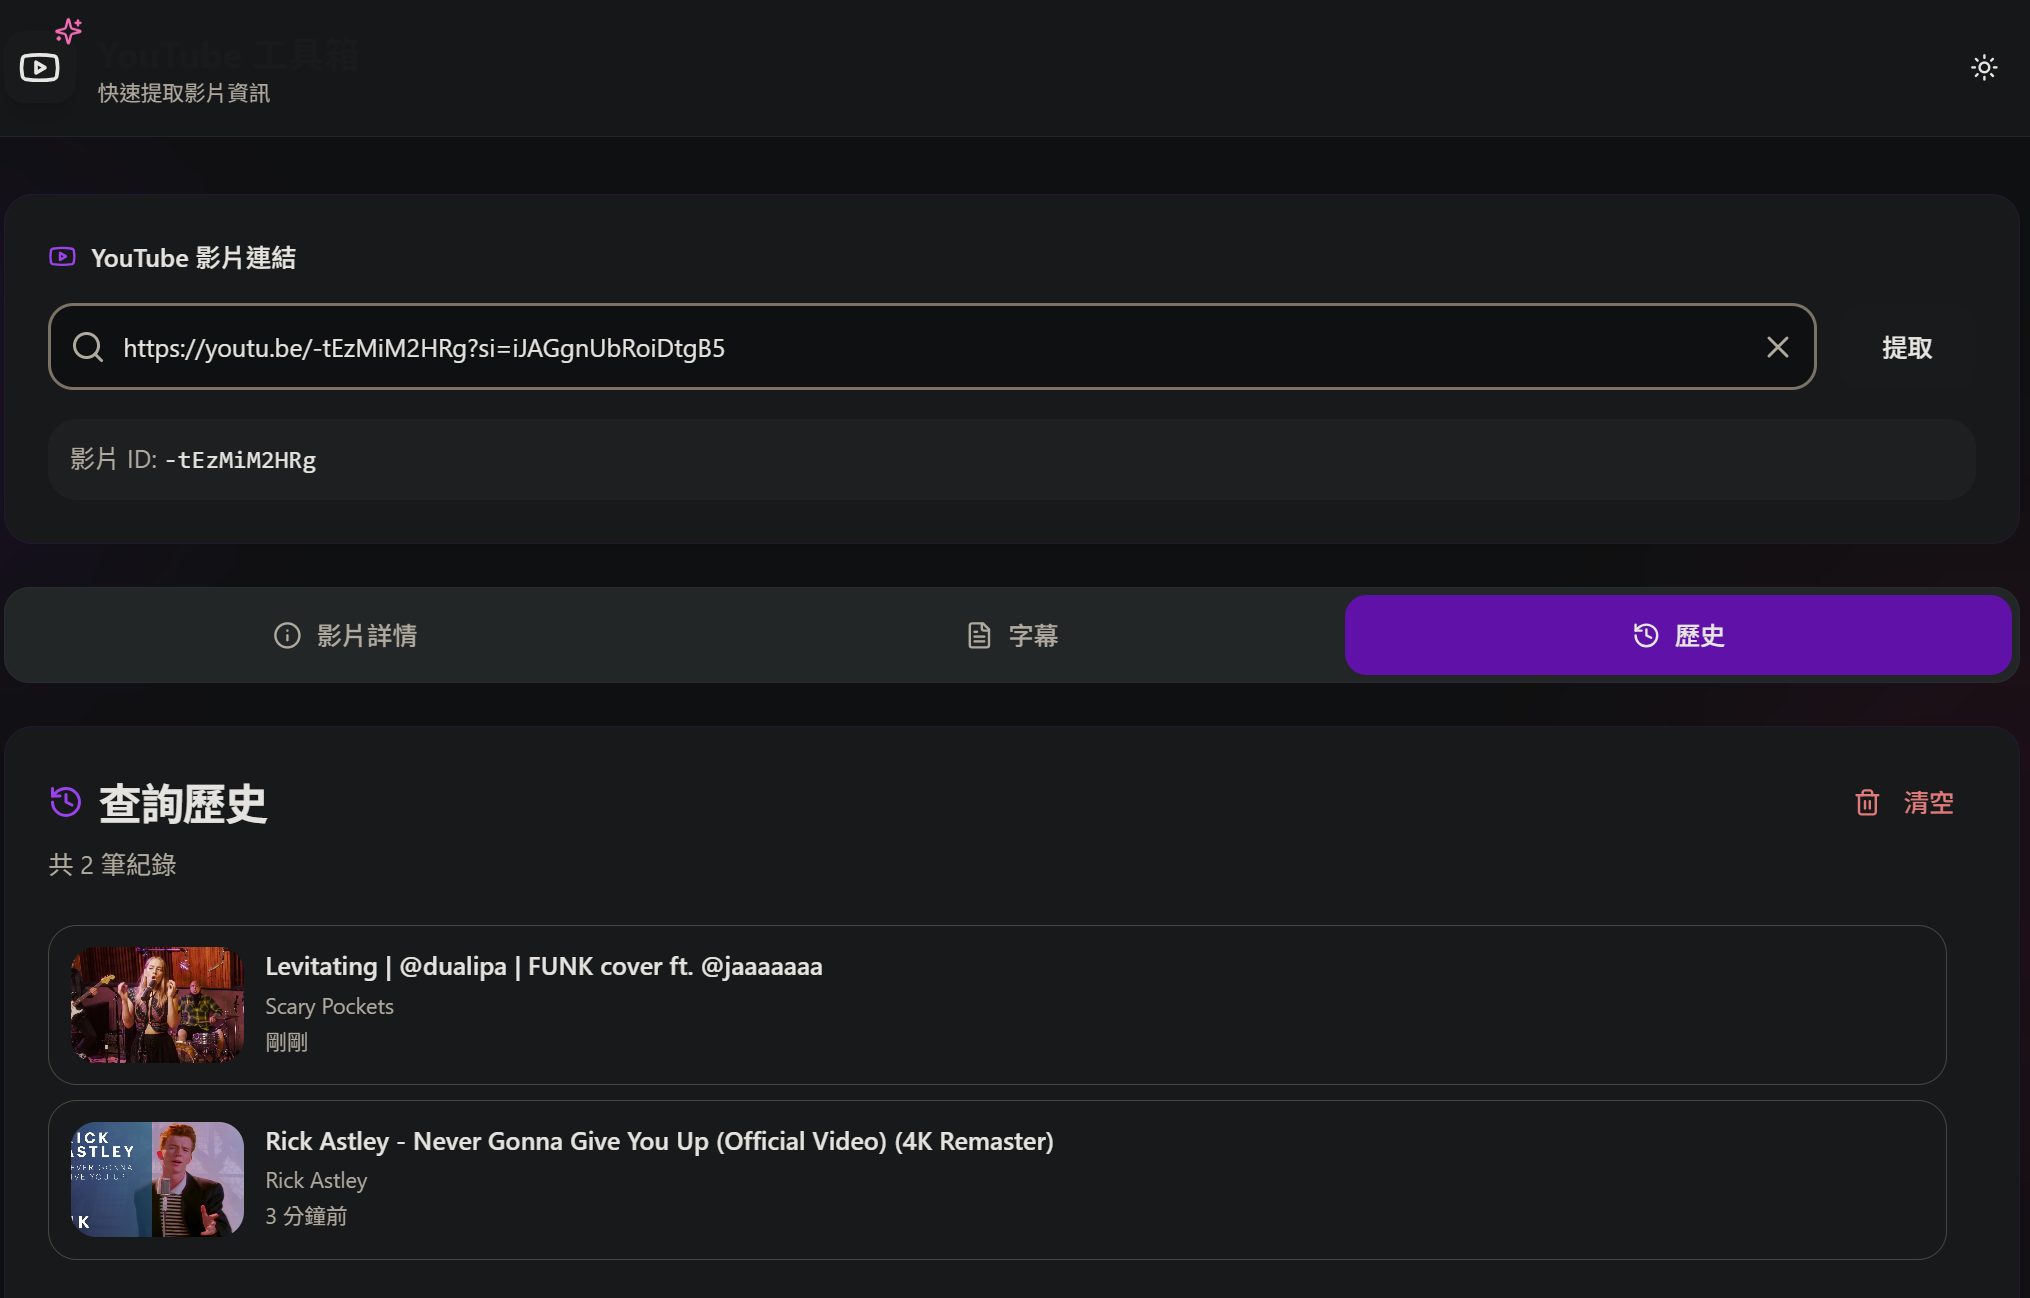 YouTube 工具箱
快速提取影片資訊
YouTube 影片連結
https://youtu.be/-tEzMiM2HRg?si=iJAGgnUbRoiDtgB5
提取
影片 ID: -tEzMiM2HRg
影片詳情
字幕
歷史
查詢歷史
清空
共 2 筆紀錄
Levitating | @dualipa | FUNK cover ft. @jaaaaaaa
Scary Pockets
剛剛
ICK
ASTLEY
EVER GONNA
IVE YOU UP
K
Rick Astley - Never Gonna Give You Up (Official Video) (4K Remaster)
Rick Astley
3 分鐘前